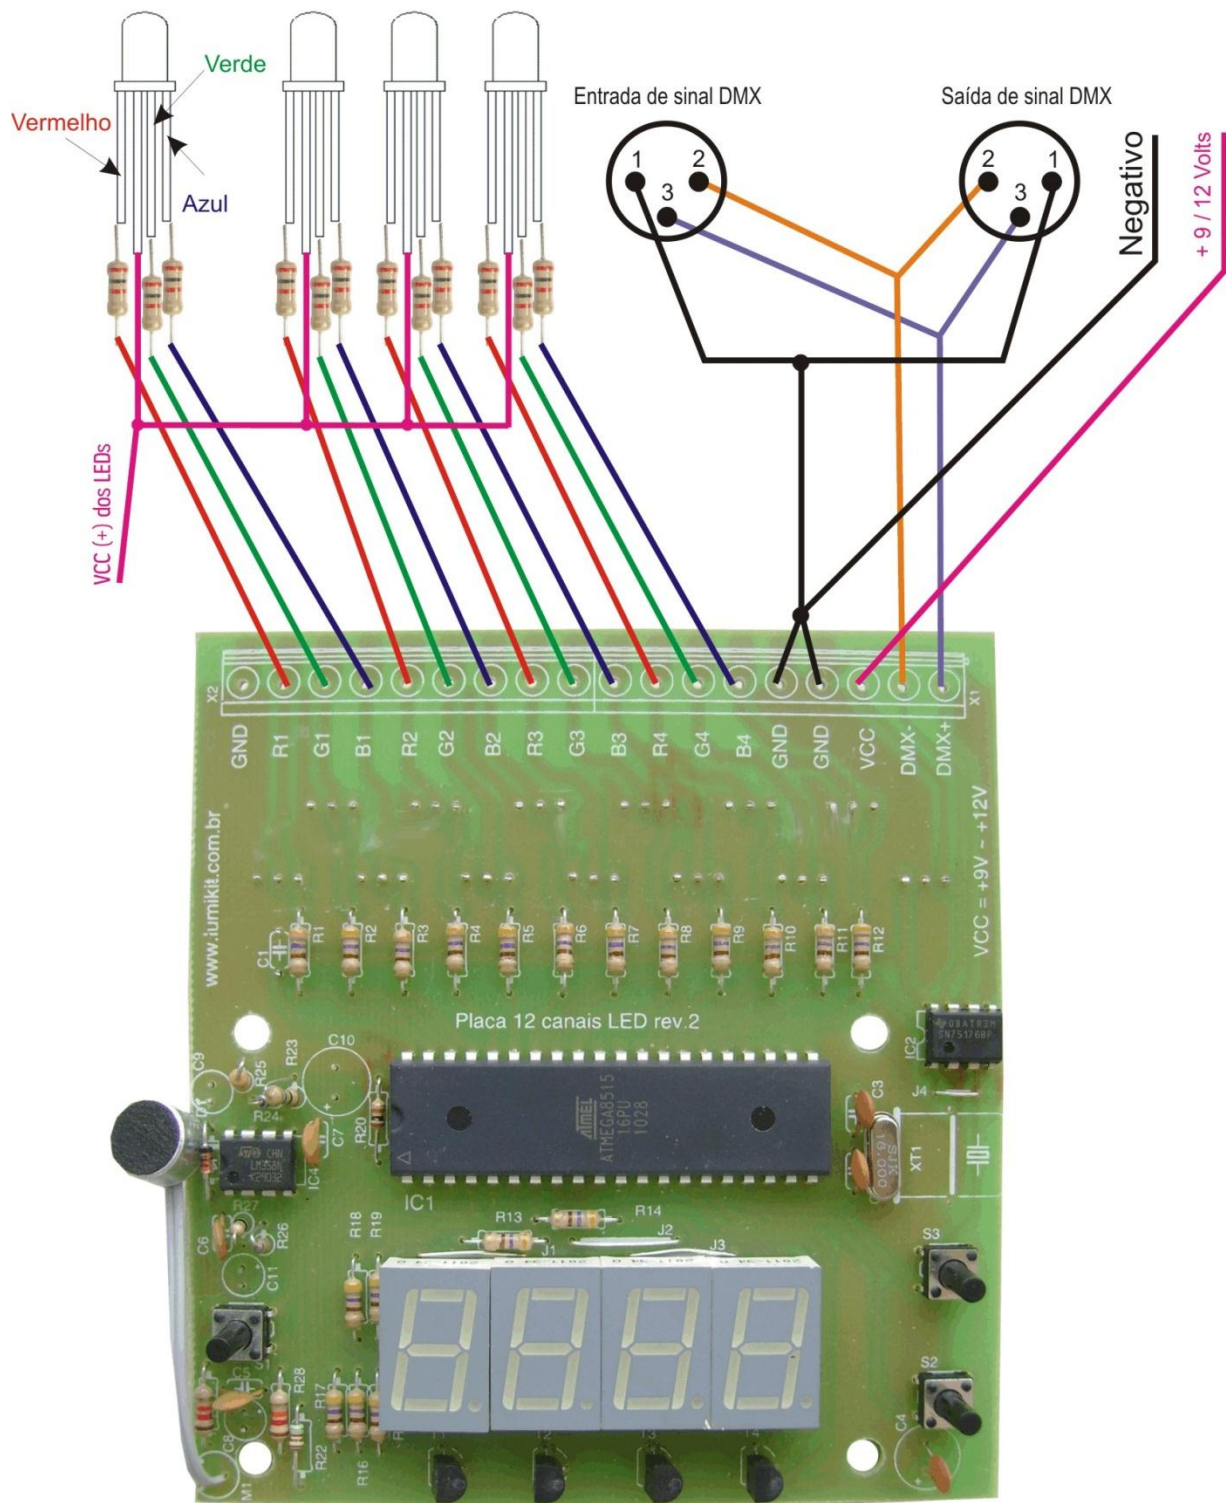 Verde
Vermelho
Azul
Entrada de sinal DMX
Saída de sinal DMX
1
2
3
2
1
3
Negativo
+ 9 / 12 Volts
VCC (+) dos LEDs
X2
X1
GND
R1
G1
B1
R2
G2
B2
R3
G3
B3
R4
G4
B4
GND
GND
VCC
DMX-
DMX+
www.iumikit.com.br
VCC = +9V ~ +12V
C1
R1
R2
R3
R4
R5
R6
R7
R8
R9
R10
R11
R12
Placa 12 canais LED rev.2
C9
R25
R23
C10
R24
C7
R20
IC4
IC1
ATMEL
ATMEGA8515
16PU
1028
IC2
SN75176BP
J4
C3
XT1
LM358N
R27
C6
R26
C11
R18
R19
R13
R14
J1
J2
J3
S3
S2
C4
C5
R28
R17
R22
R16
C8
M1